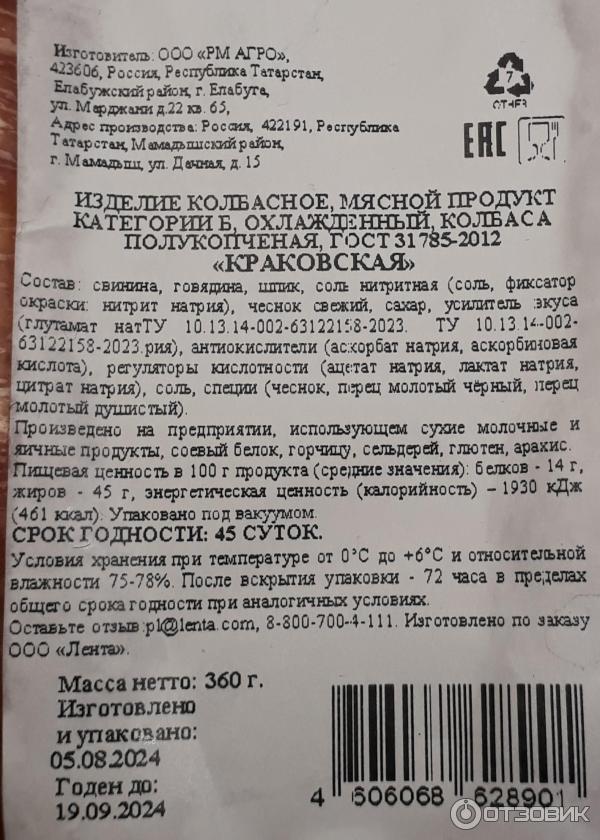 Изготовитель: ООО «РМ АГРО»,
423606, Россия, Республика Татарстан,
Елабужский район, г. Елабуга,
ул. Марджани д.22 кв. 65,
Адрес производства: Россия, 422191, Республика
Татарстан, Мамадышский район,
г. Мамадыш, ул. Дачная, д. 15
7
OTHER
EAC
ИЗДЕЛИЕ КОЛБАСНОЕ, МЯСНОЙ ПРОДУКТ
КАТЕГОРИИ Б, ОХЛАЖДЕННЫЙ, КОЛБАСА
ПОЛУКОПЧЕНАЯ, ГОСТ 31785-2012
«КРАКОВСКАЯ»
Состав: свинина, говядина, шпик, соль нитритная (соль, фиксатор
окраски: нитрит натрия), чеснок свежий, сахар, усилитель вкуса
(глутамат натТУ 10.13.14-002-63122158-2023. ТУ 10.13.14-002-
63122158-2023.рия), антиокислители (аскорбат натрия, аскорбиновая
кислота), регуляторы кислотности (ацетат натрия, лактат натрия,
цитрат натрия), соль, специи (чеснок, перец молотый чёрный, перец
молотый душистый).
Произведено на предприятии, использующем сухие молочные и
яичные продукты, соевый белок, горчицу, сельдерей, глютен, арахис.
Пищевая ценность в 100 г продукта (средние значения): белков - 14 г,
жиров - 45 г, энергетическая ценность (калорийность) – 1930 кДж
(461 ккал). Упаковано под вакуумом.
СРОК ГОДНОСТИ: 45 СУТОК.
Условия хранения при температуре от 0°С до +6°С и относительной
влажности 75-78%. После вскрытия упаковки - 72 часа в пределах
общего срока годности при аналогичных условиях.
Оставьте отзыв:pl@lenta.com, 8-800-700-4-111. Изготовлено по заказу
ООО «Лента».
Масса нетто: 360 г.
Изготовлено
и упаковано:
05.08.2024
Годен до:
19.09.2024
4 606068 628901
ОТЗОВИК